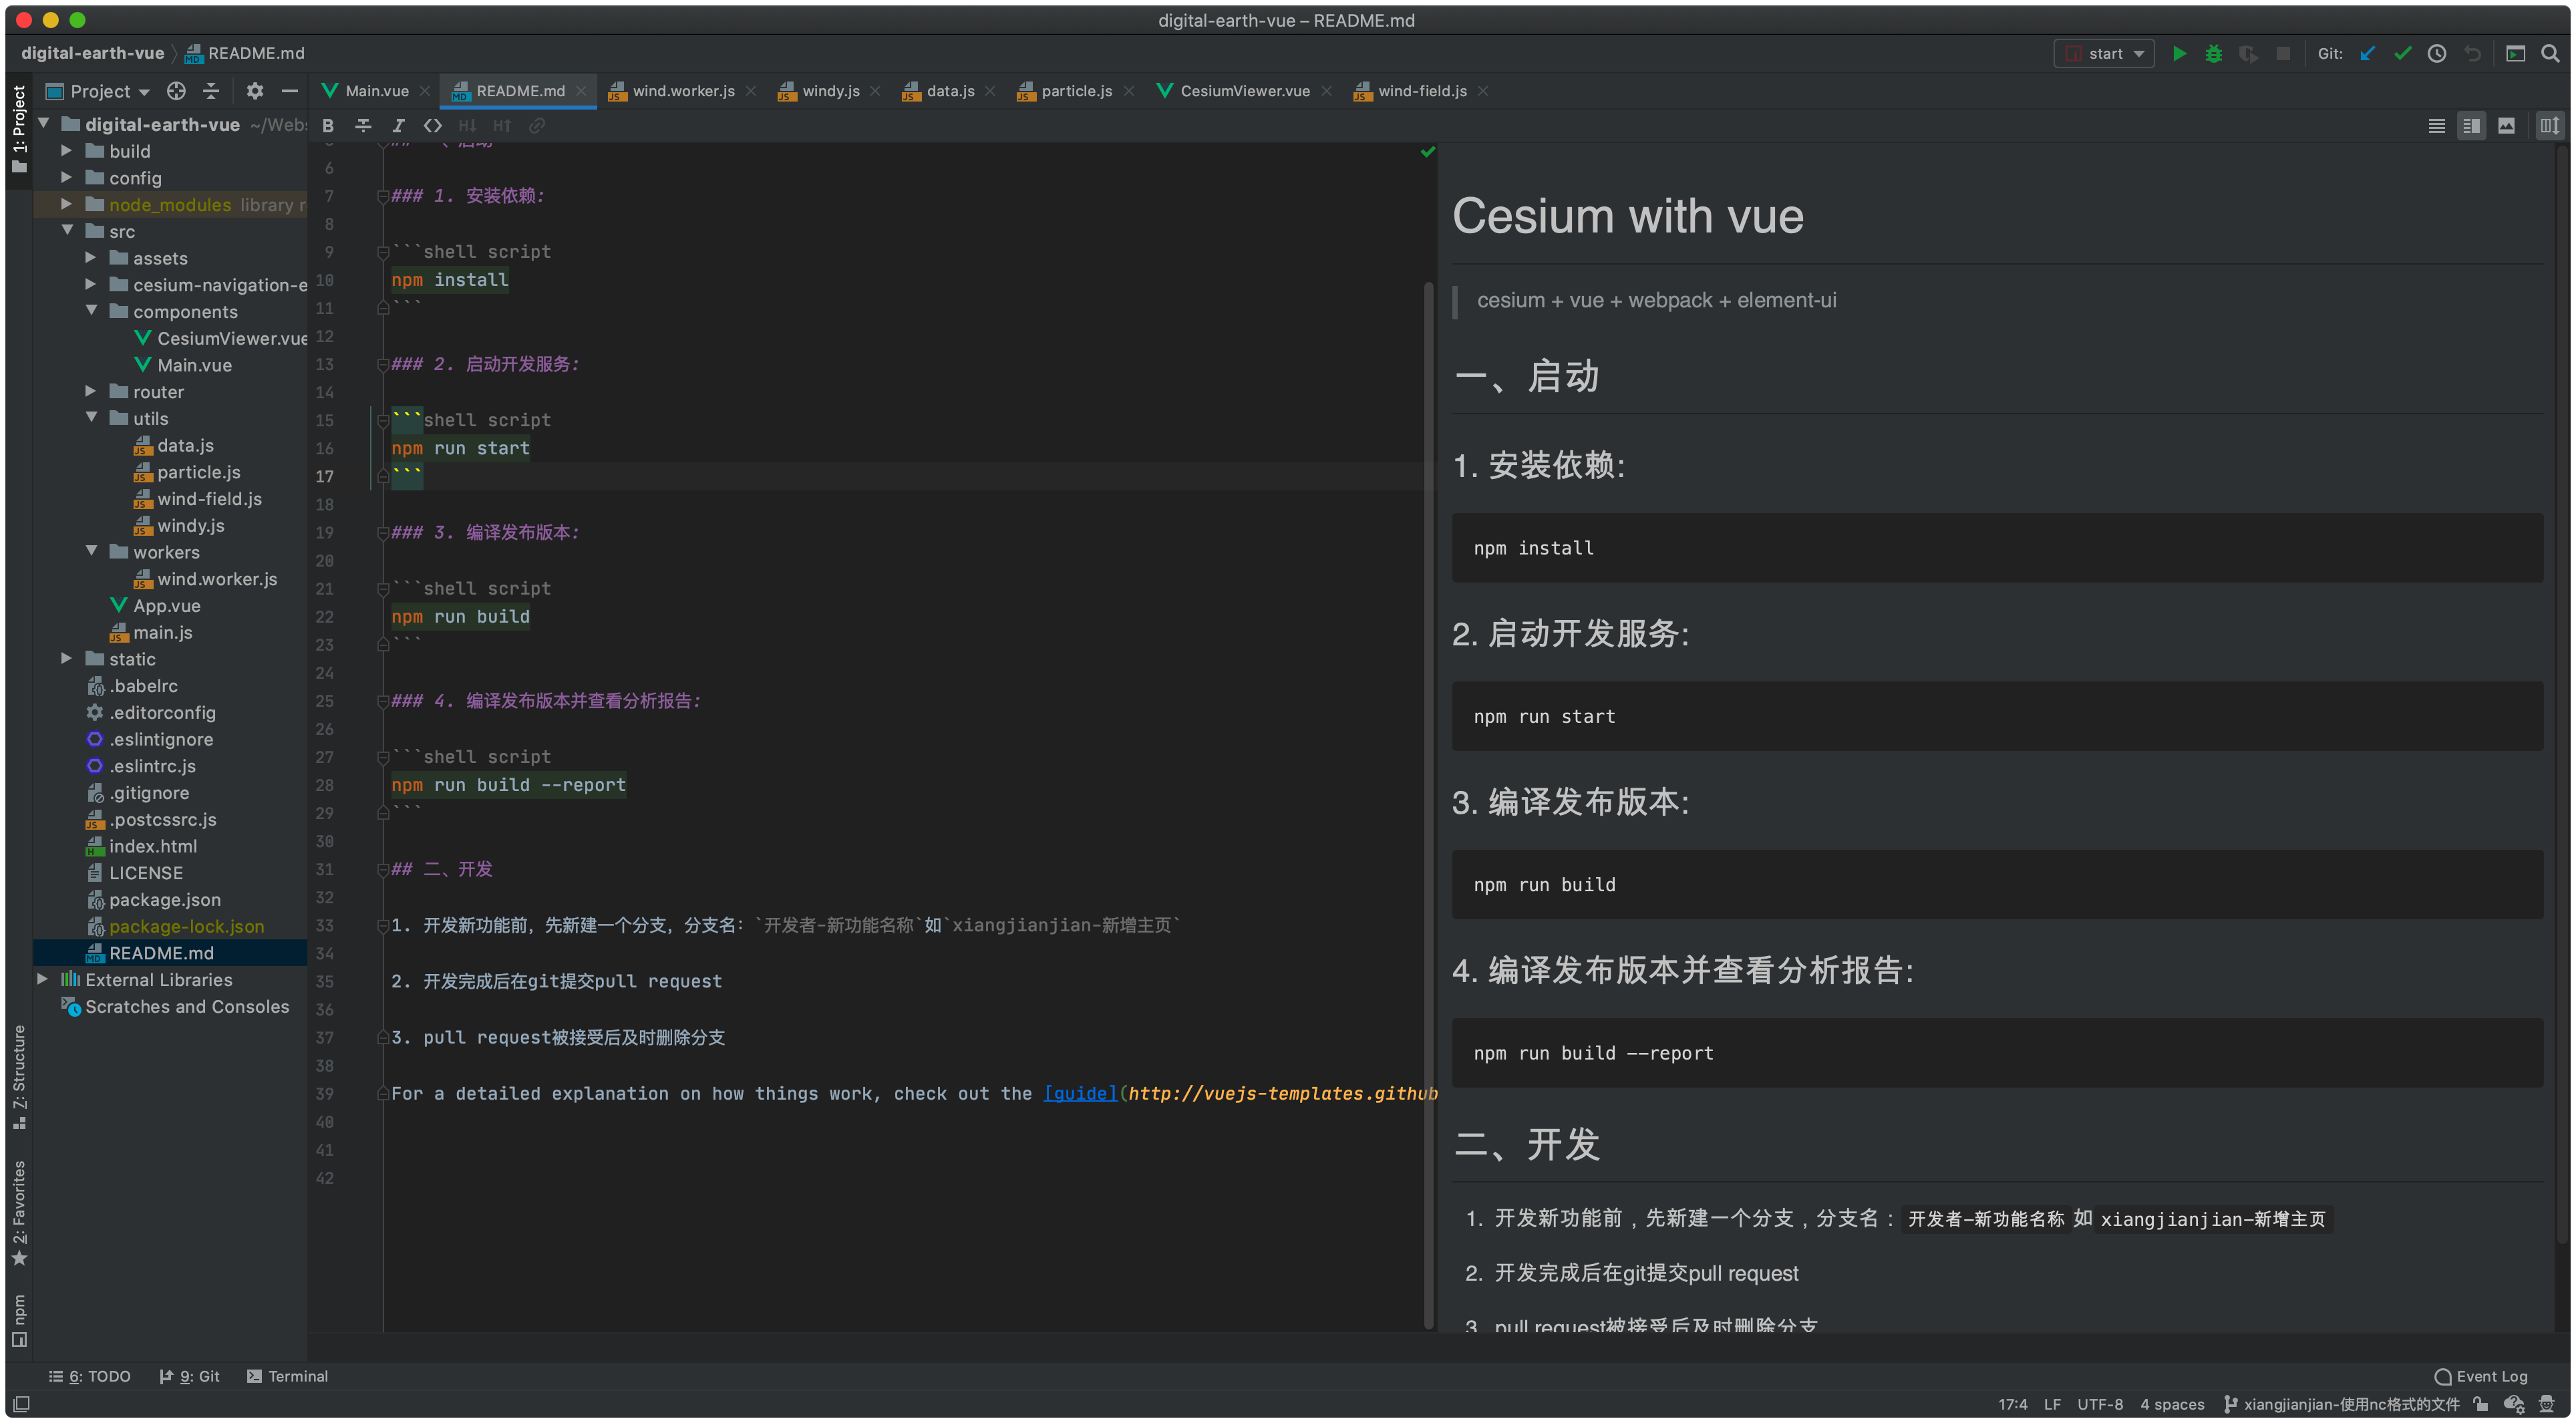 digital-earth-vue – README.md
digital-earth-vue README.md
start Git:
1: Project
Project
Main.vue README.md wind.worker.js windy.js data.js particle.js CesiumViewer.vue wind-field.js
digital-earth-vue ~/Webs
build
config
node_modules library r
src
assets
cesium-navigation-e
components
CesiumViewer.vue
Main.vue
router
utils
data.js
particle.js
wind-field.js
windy.js
workers
wind.worker.js
App.vue
main.js
static
.babelrc
.editorconfig
.eslintignore
.eslintrc.js
.gitignore
.postcssrc.js
index.html
LICENSE
package.json
package-lock.json
README.md
External Libraries
Scratches and Consoles
7: Structure
2: Favorites
npm
B I <> H↓ H↑
6
7 ### 1. 安装依赖:
8
9 ```shell script
10 npm install
11 ```
12
13 ### 2. 启动开发服务:
14
15 ```shell script
16 npm run start
17 ```
18
19 ### 3. 编译发布版本:
20
21 ```shell script
22 npm run build
23 ```
24
25 ### 4. 编译发布版本并查看分析报告:
26
27 ```shell script
28 npm run build --report
29 ```
30
31 ## 二、开发
32
33 1. 开发新功能前，先新建一个分支，分支名：`开发者-新功能名称`如`xiangjianjian-新增主页`
34
35 2. 开发完成后在git提交pull request
36
37 3. pull request被接受后及时删除分支
38
39 For a detailed explanation on how things work, check out the [guide](http://vuejs-templates.github
40
41
42
Cesium with vue
cesium + vue + webpack + element-ui
一、启动
1. 安装依赖:
npm install
2. 启动开发服务:
npm run start
3. 编译发布版本:
npm run build
4. 编译发布版本并查看分析报告:
npm run build --report
二、开发
1. 开发新功能前，先新建一个分支，分支名：开发者-新功能名称 如 xiangjianjian-新增主页
2. 开发完成后在git提交pull request
3. pull request被接受后及时删除分支
6: TODO 9: Git Terminal Event Log
17:4 LF UTF-8 4 spaces xiangjianjian-使用nc格式的文件